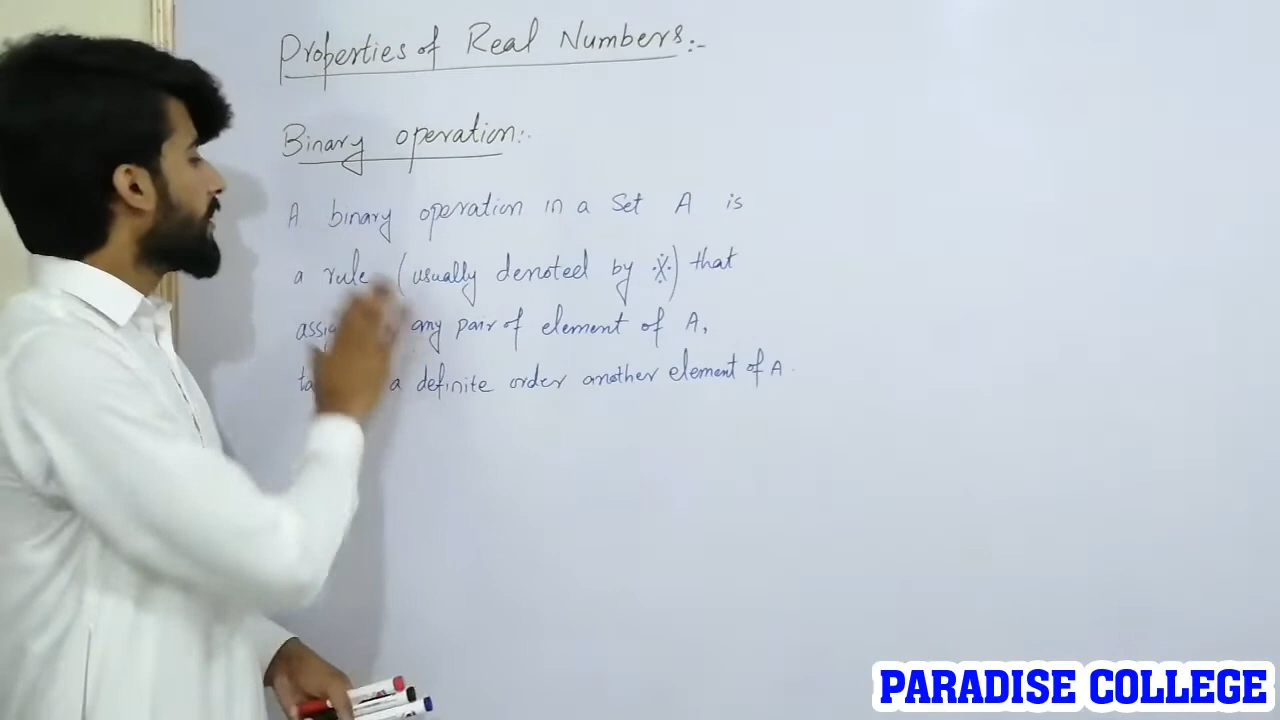 Properties of Real Numbers:-
Binary operation:-
A binary operation in a Set A is
a rule (usually denoted by ※) that
any pair of element of A,
a definite order another element of A.
PARADISE COLLEGE